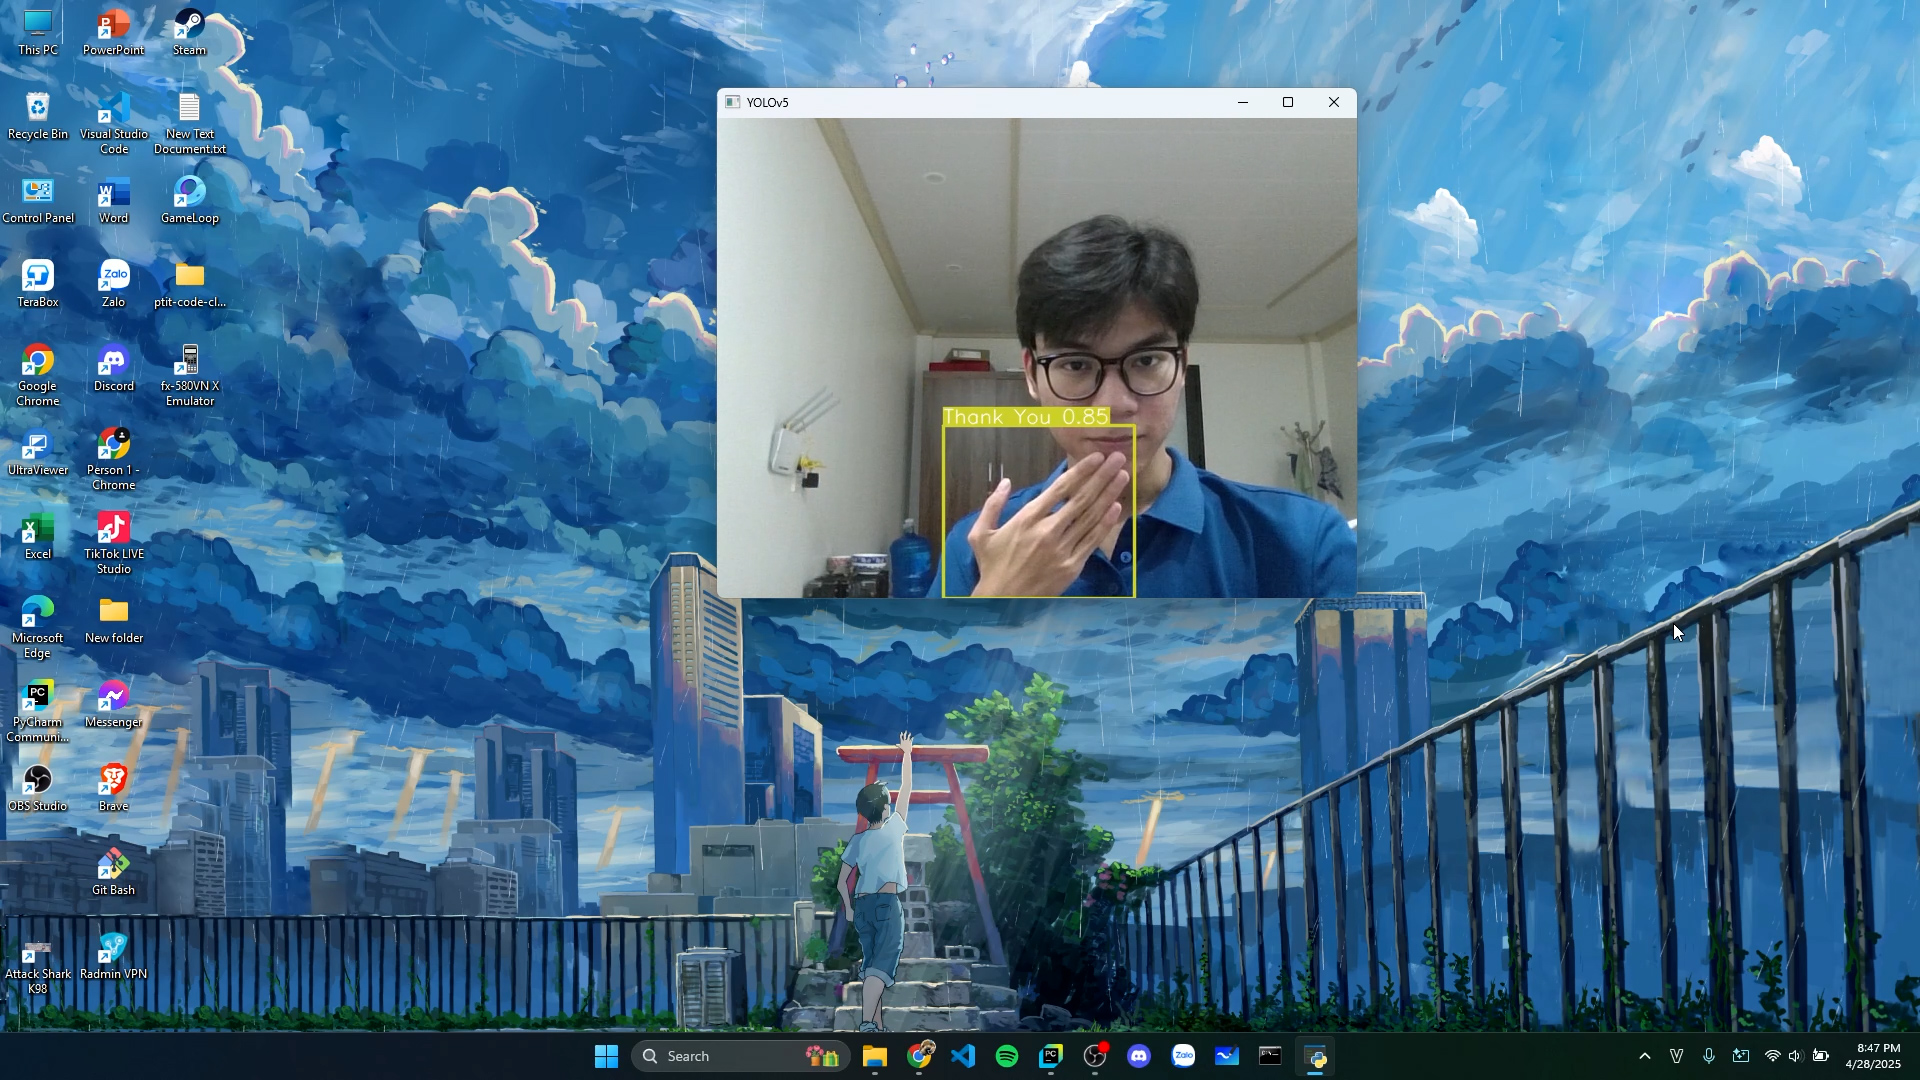 This PC
PowerPoint
Steam
Recycle Bin
Visual Studio
Code
New Text
Document.txt
Control Panel
Word
GameLoop
TeraBox
Zalo
Zalo
ptit-code-cl...
Google
Chrome
Discord
fx-580VN X
Emulator
UltraViewer
Person 1 -
Chrome
Excel
TikTok LIVE
Studio
Microsoft
Edge
New folder
PyCharm
Communi...
Messenger
OBS Studio
Brave
Git Bash
Attack Shark
K98
Radmin VPN
YOLOv5
Thank You 0.85
Search
Zalo
8:47 PM
4/28/2025